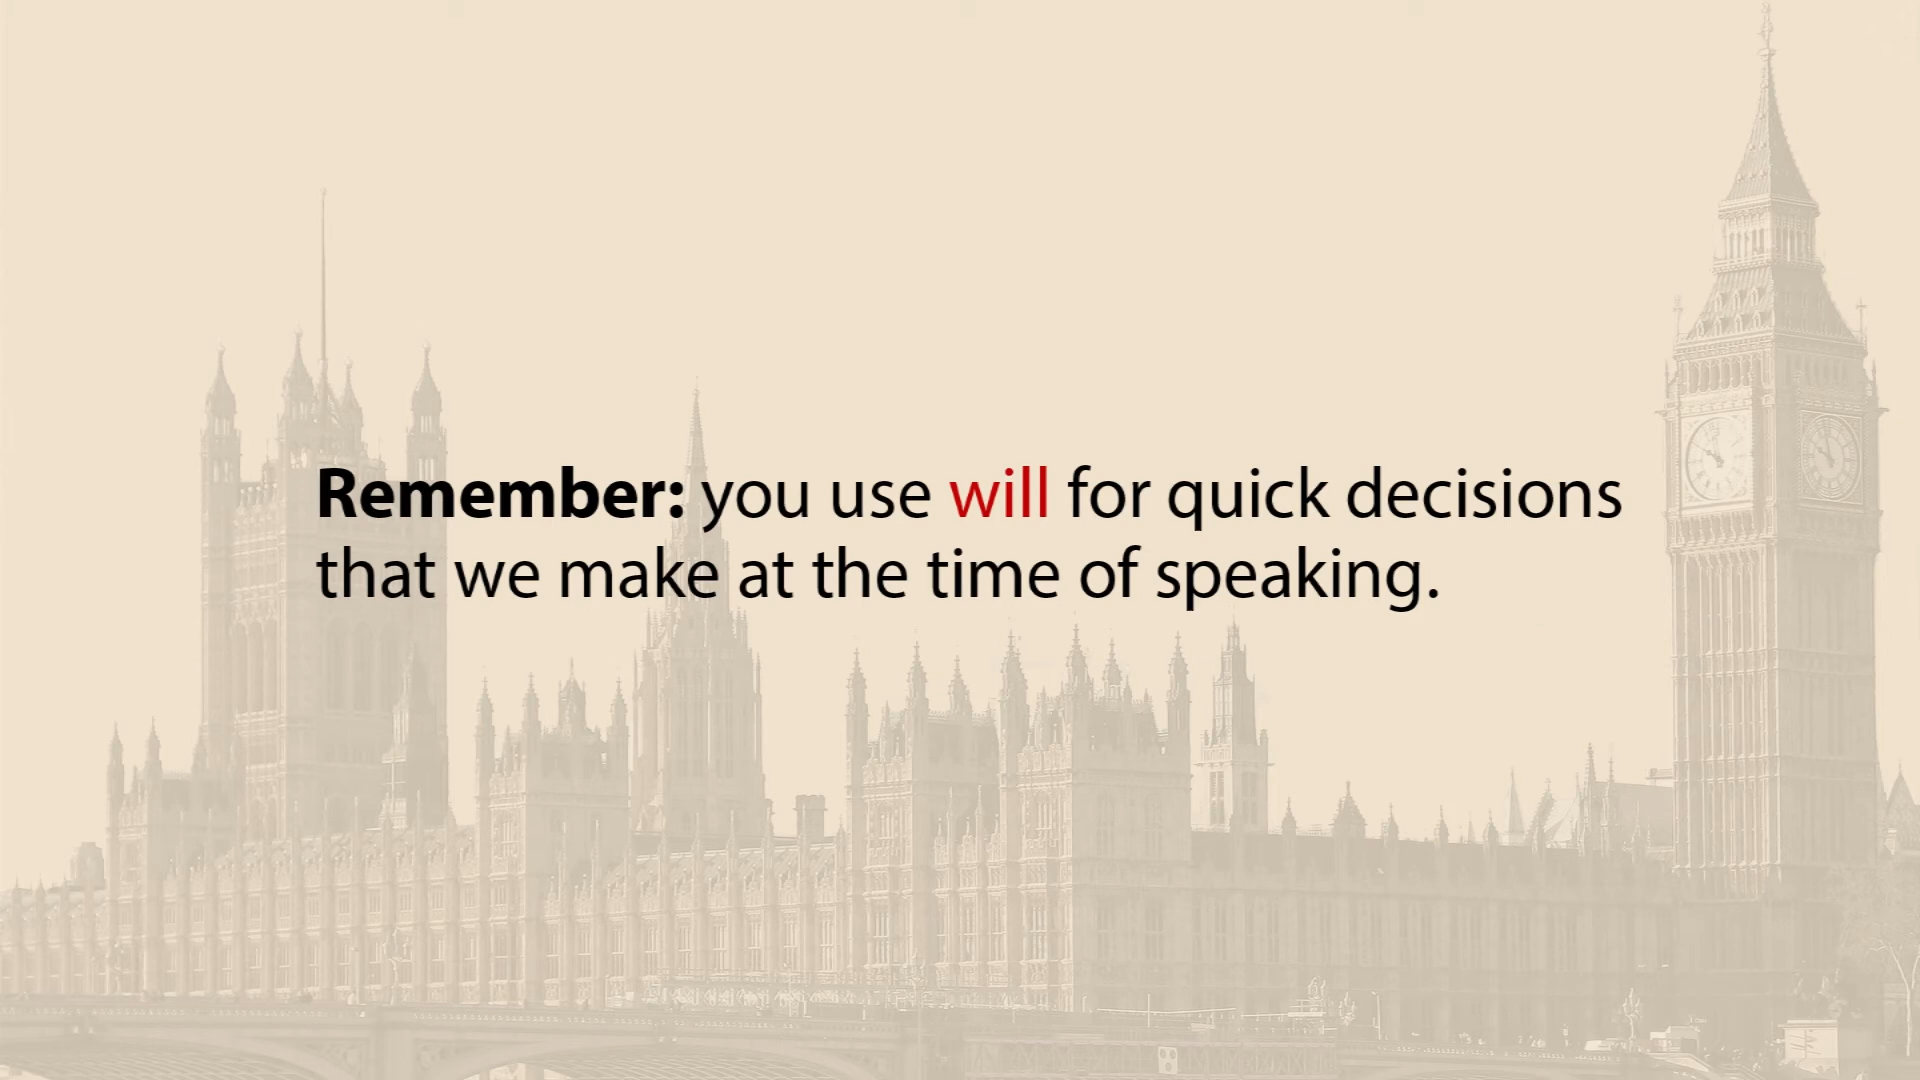 Remember: you use will for quick decisions
that we make at the time of speaking.